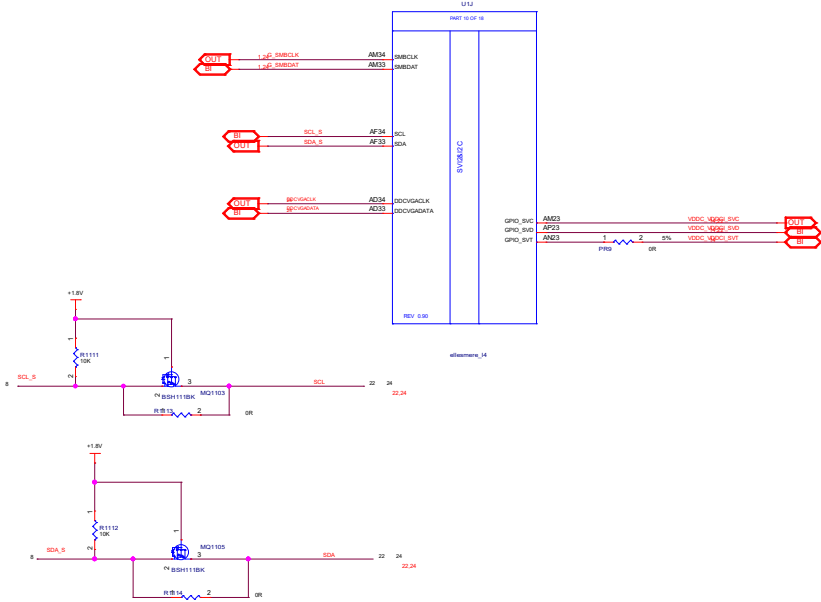 U1J
PART 10 OF 18
OUT G_SMBCLK AM34 SMBCLK
BI G_SMBDAT AM33 SMBDAT
BI SCL_S AF34 SCL
OUT SDA_S AF33 SDA
SVI2&I2C
OUT DDCVGACLK AD34 DDCVGACLK
BI DDCVGADATA AD33 DDCVGADATA
GPIO_SVC AM23 VDDC_VDDCI_SVC OUT
GPIO_SVD AP23 VDDC_VDDCI_SVD BI
GPIO_SVT AN23 1 2 5% VDDC_VDDCI_SVT BI
PR9 0R
REV 0.90
ellesmere_l4
+1.8V
1
R1111
10K
2
1
8 SCL_S 2 3 SCL 22 24
BSH111BK MQ1103
22,24
2 0R
+1.8V
1
R1112
10K
2
1
MQ1105
8 SDA_S 2 3 SDA 22 24
BSH111BK
22,24
2 0R